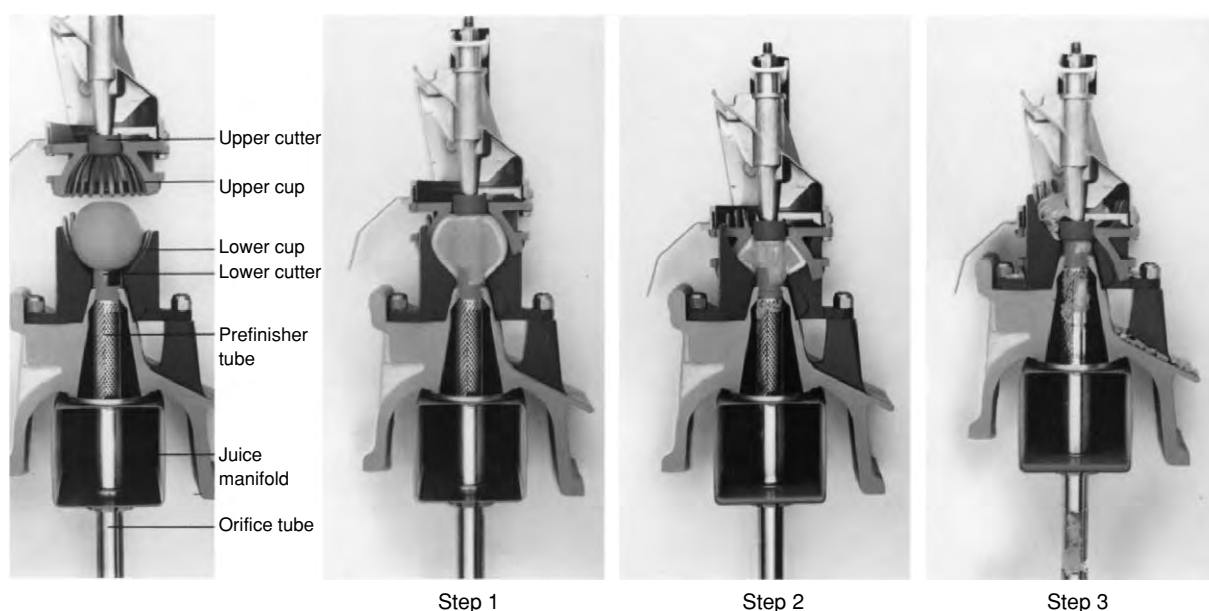 Upper cutter
Upper cup
Lower cup
Lower cutter
Prefinisher
tube
Juice
manifold
Orifice tube
Step 1
Step 2
Step 3